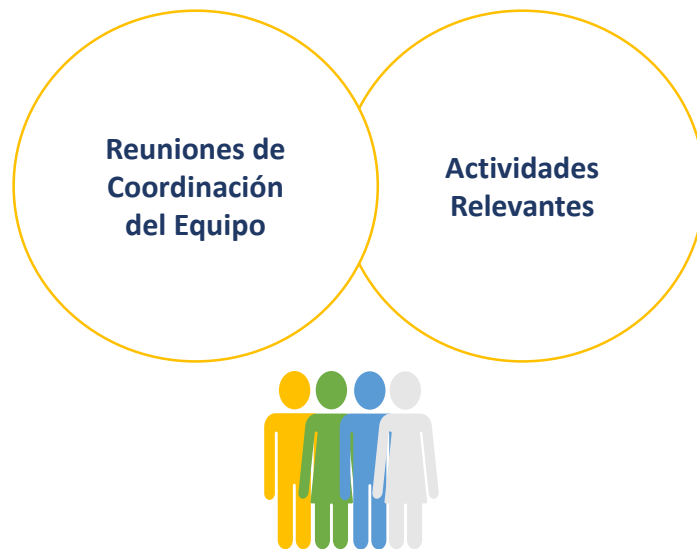 Reuniones de
Coordinación
del Equipo
Actividades
Relevantes